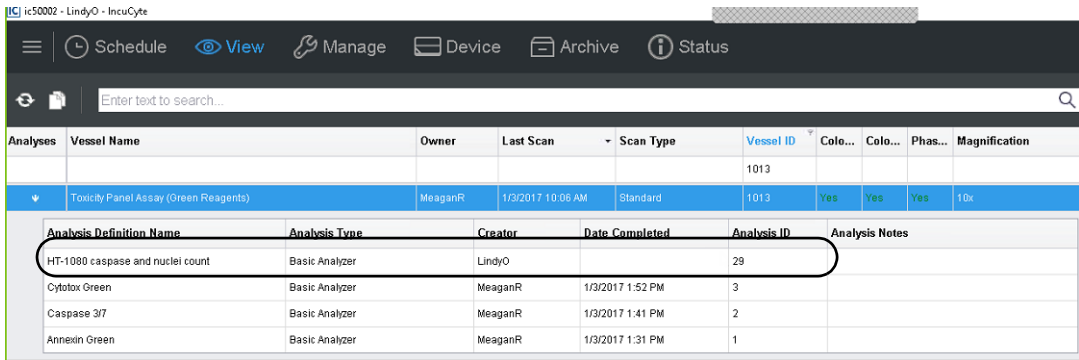 IC ic50002 - LindyO - IncuCyte
Schedule View Manage Device Archive Status
Enter text to search...
Analyses Vessel Name Owner Last Scan Scan Type Vessel ID Colo... Colo... Phas... Magnification
1013
Toxicity Panel Assay (Green Reagents) MeaganR 1/3/2017 10:06 AM Standard 1013 Yes Yes Yes 10x
Analysis Definition Name Analysis Type Creator Date Completed Analysis ID Analysis Notes
HT-1080 caspase and nuclei count Basic Analyzer LindyO 29
Cytotox Green Basic Analyzer MeaganR 1/3/2017 1:52 PM 3
Caspase 3/7 Basic Analyzer MeaganR 1/3/2017 1:41 PM 2
Annexin Green Basic Analyzer MeaganR 1/3/2017 1:31 PM 1